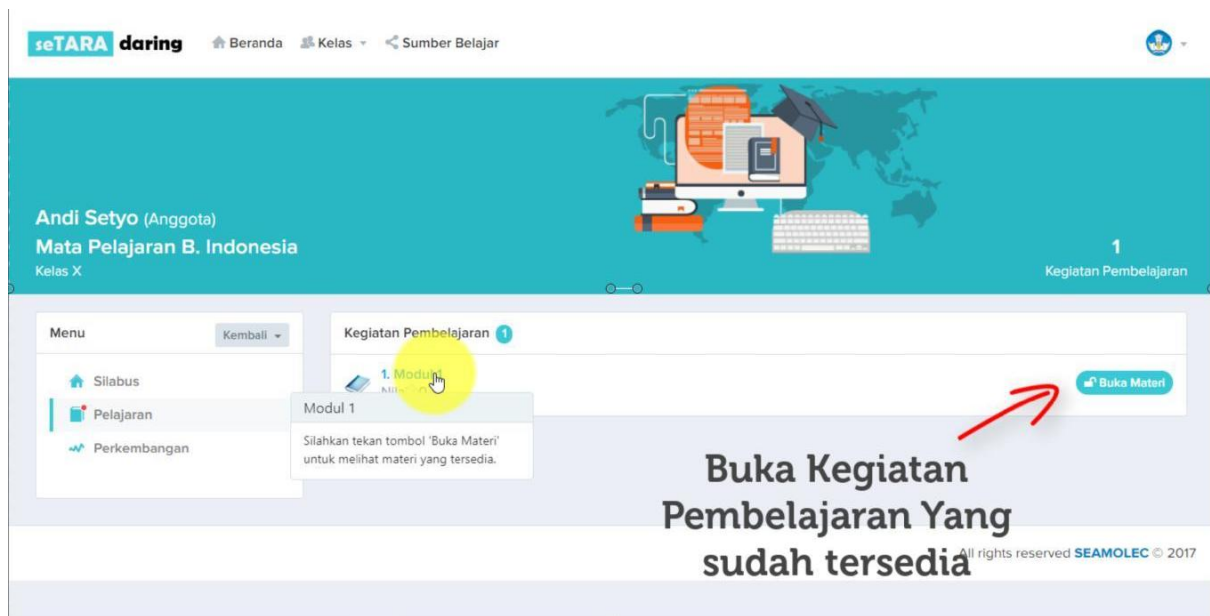 seTARA daring
Beranda
Kelas
Sumber Belajar
Andi Setyo (Anggota)
Mata Pelajaran B. Indonesia
Kelas X
1
Kegiatan Pembelajaran
Menu
Kembali
Silabus
Pelajaran
Perkembangan
Kegiatan Pembelajaran 1
1. Modul 1
Buka Materi
Modul 1
Silahkan tekan tombol 'Buka Materi'
untuk melihat materi yang tersedia.
Buka Kegiatan
Pembelajaran Yang
sudah tersedia
All rights reserved SEAMOLEC © 2017